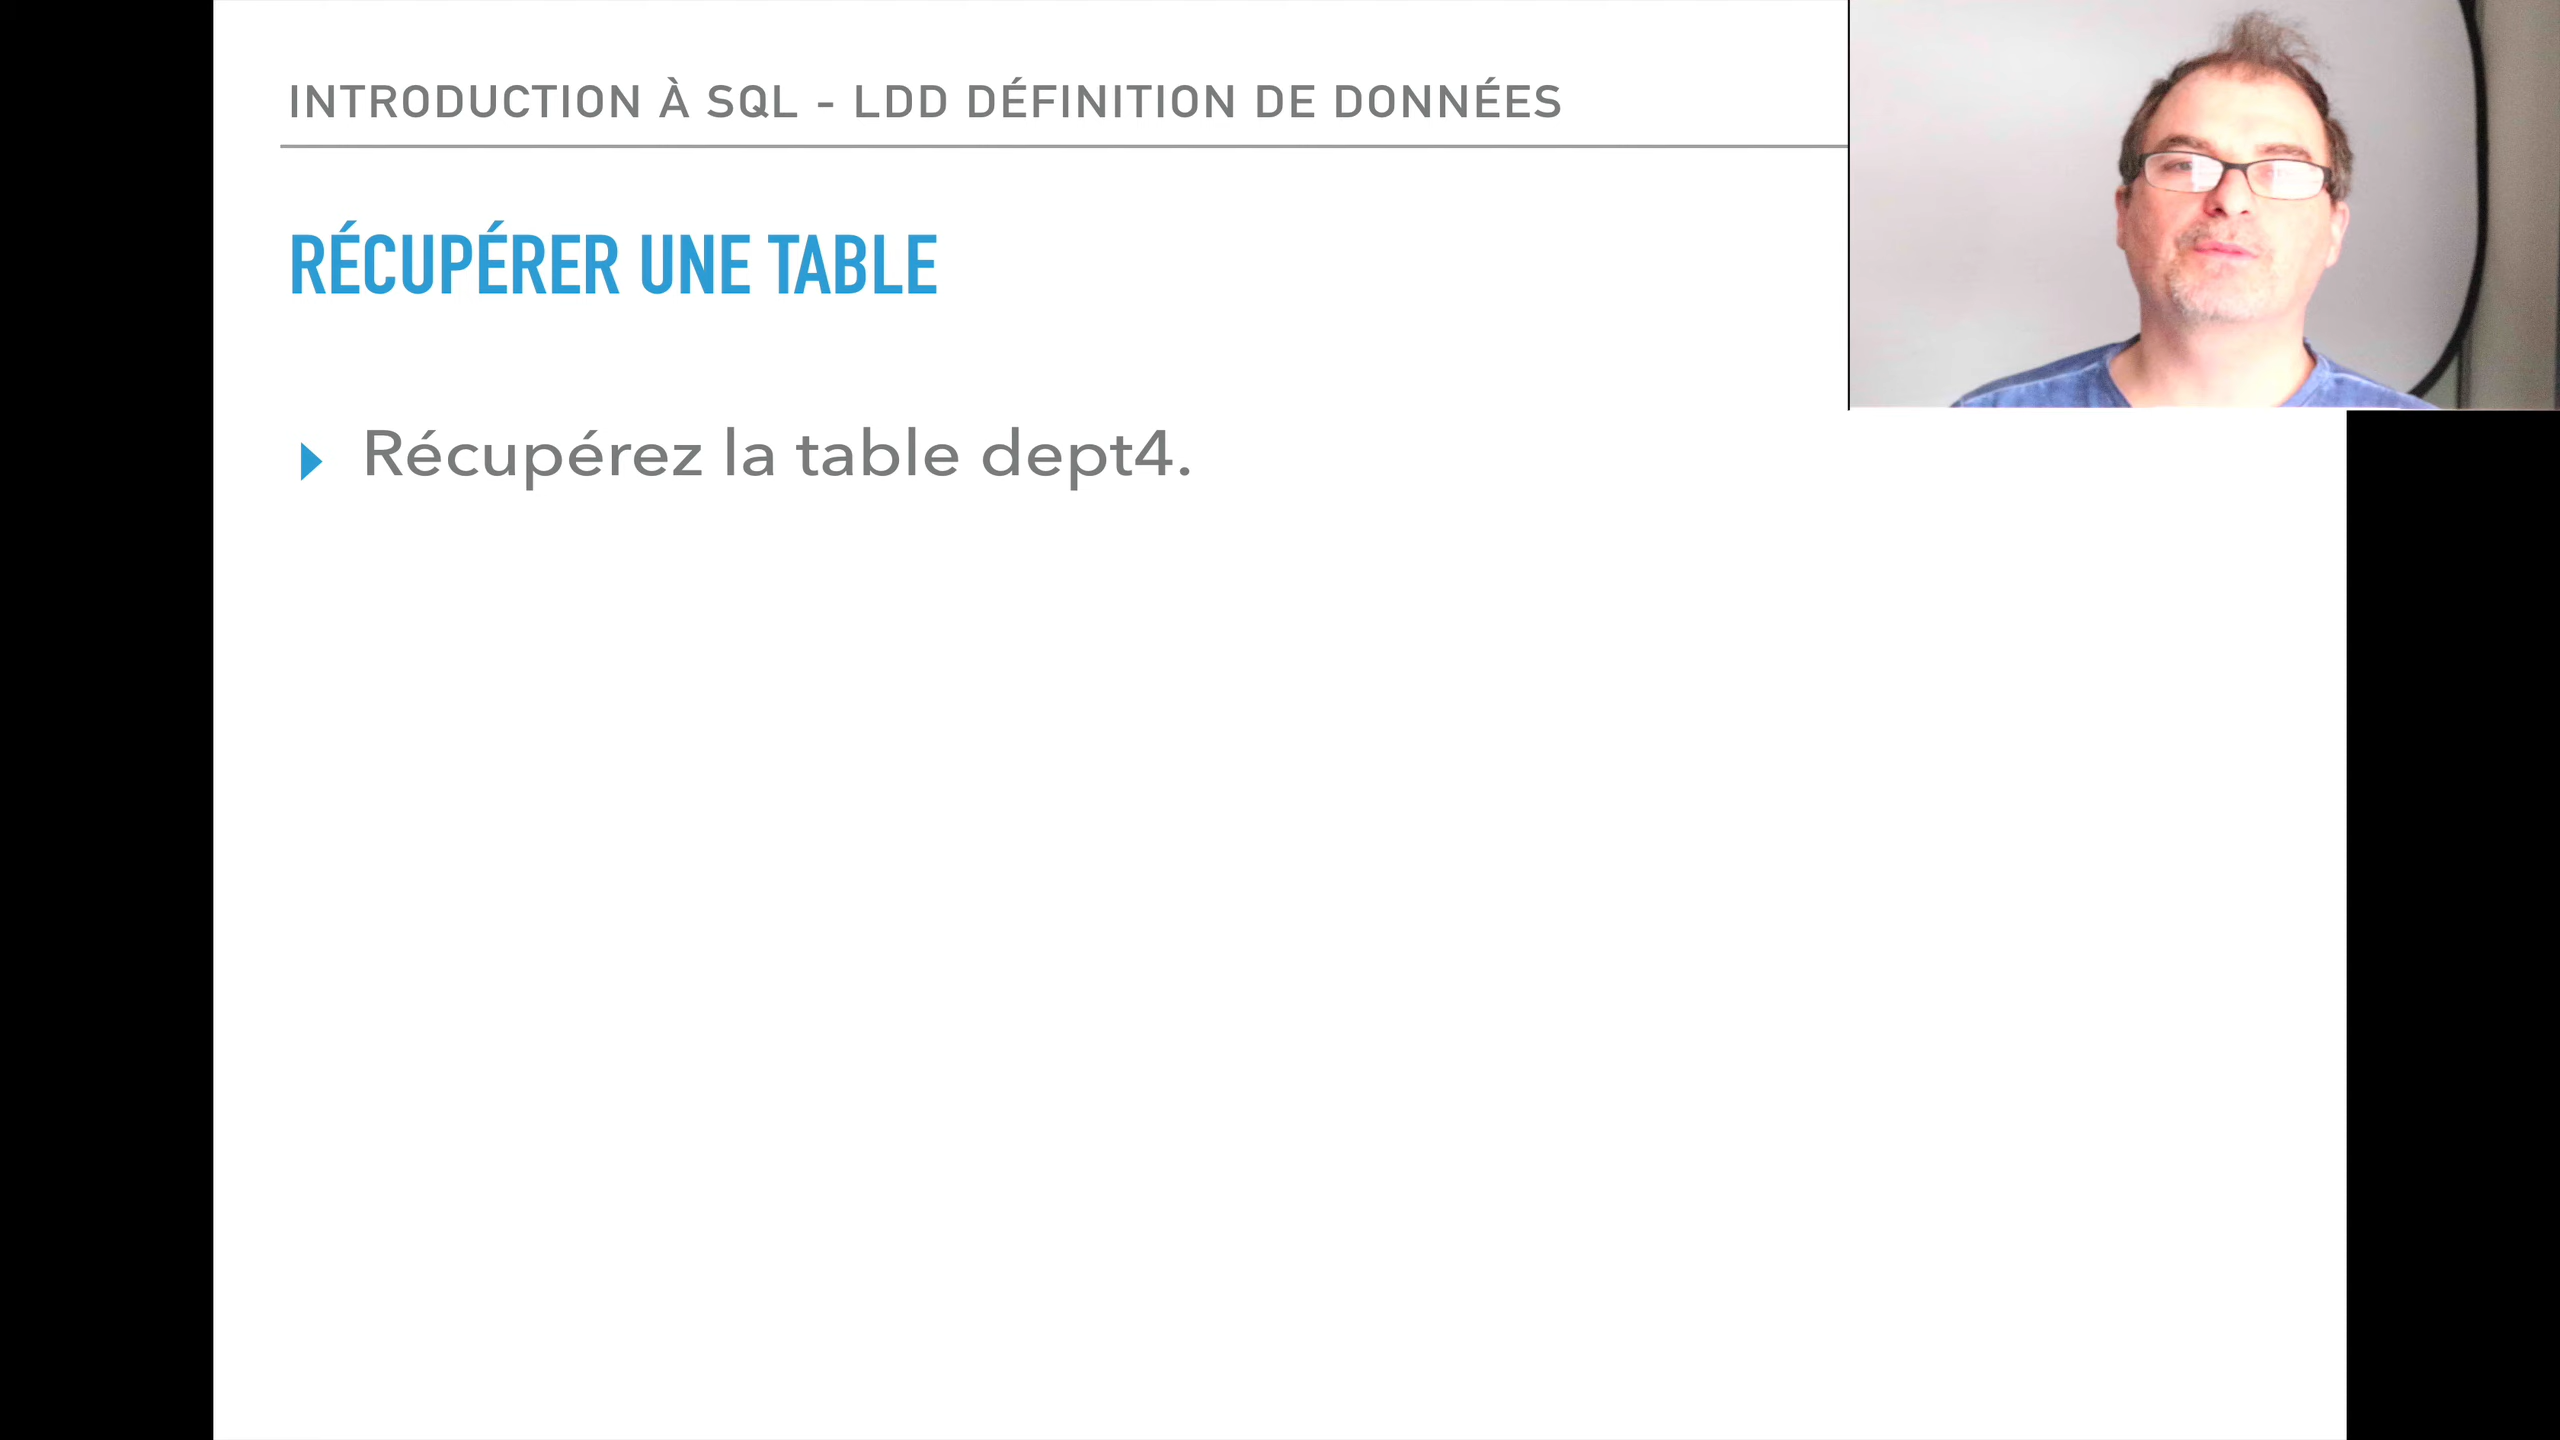 INTRODUCTION À SQL - LDD DÉFINITION DE DONNÉES
RÉCUPÉRER UNE TABLE
Récupérez la table dept4.